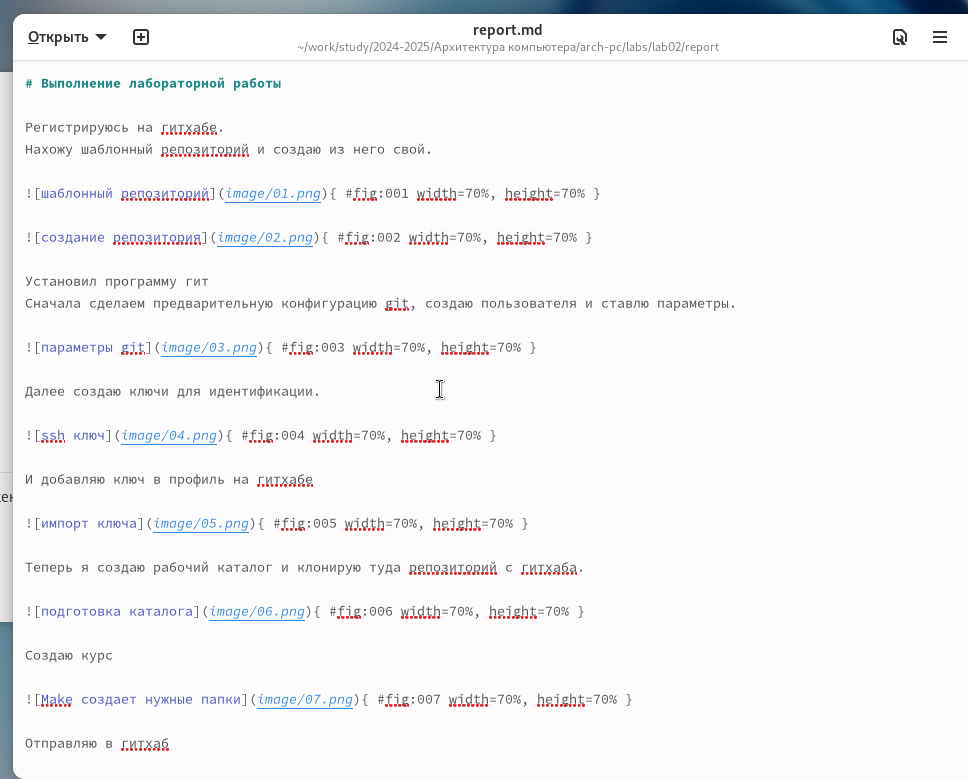 Открыть
report.md
~/work/study/2024-2025/Архитектура компьютера/arch-pc/labs/lab02/report
# Выполнение лабораторной работы
Регистрируюсь на гитхабе.
Нахожу шаблонный репозиторий и создаю из него свой.
![шаблонный репозиторий](image/01.png){ #fig:001 width=70%, height=70% }
![создание репозитория](image/02.png){ #fig:002 width=70%, height=70% }
Установил программу гит
Сначала сделаем предварительную конфигурацию git, создаю пользователя и ставлю параметры.
![параметры git](image/03.png){ #fig:003 width=70%, height=70% }
Далее создаю ключи для идентификации.
![ssh ключ](image/04.png){ #fig:004 width=70%, height=70% }
И добавляю ключ в профиль на гитхабе
![импорт ключа](image/05.png){ #fig:005 width=70%, height=70% }
Теперь я создаю рабочий каталог и клонирую туда репозиторий с гитхаба.
![подготовка каталога](image/06.png){ #fig:006 width=70%, height=70% }
Создаю курс
![Make создает нужные папки](image/07.png){ #fig:007 width=70%, height=70% }
Отправляю в гитхаб